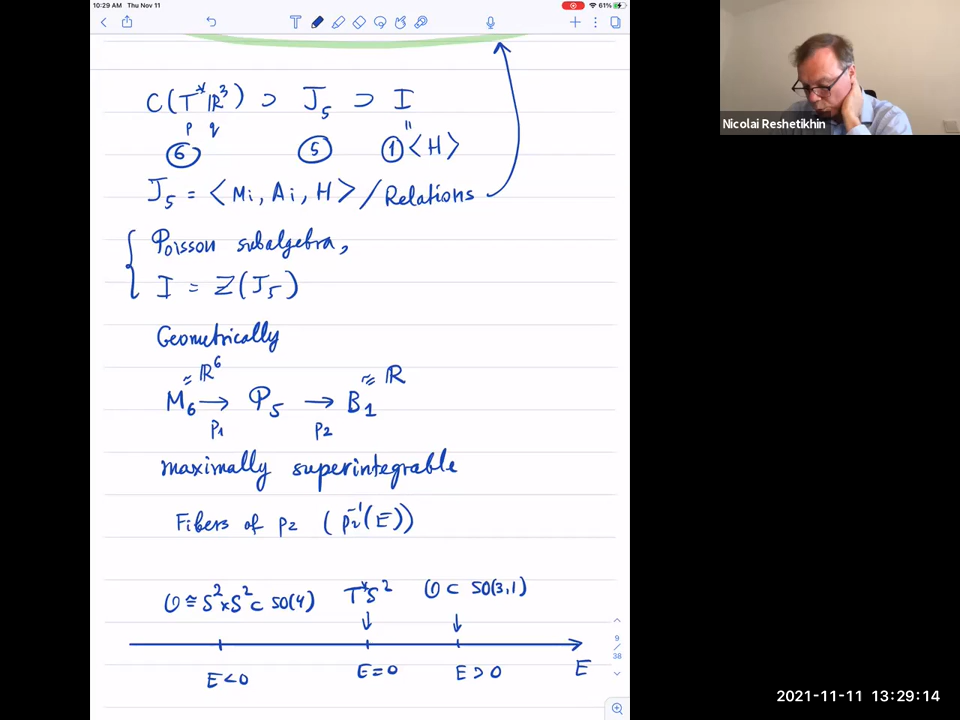 10:29 AM Thu Nov 11
61%
C(T*ℝ³) ⊃ J₅ ⊃ I
p q
"
⑥ ⑤ ① <H>
J₅ = <Mi, Ai, H> / Relations
Poisson subalgebra,
I = Z(J₅)
Geometrically
≈ ℝ⁶ ≈ ℝ
M₆ → P₅ → B₁
p₁ p₂
maximally superintegrable
Fibers of p₂ (p₂⁻¹(E))
O ≅ S² × S² ⊂ so(4) T*S² O ⊂ so(3,1)
E<0 E=0 E>0 E
9
/
38
Nicolai Reshetikhin
2021-11-11 13:29:14